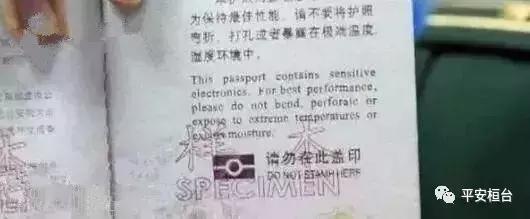 为保持最佳性能，请不要将护照
弯折、打孔或者暴露在极端温度、
湿度环境中。
This passport contains sensitive
electronics. For best performance,
please do not bend, perforate or
expose to extreme temperatures or
excess moisture.
样本
请勿在此盖印
DO NOT STAMP HERE
SPECIMEN
平安桓台